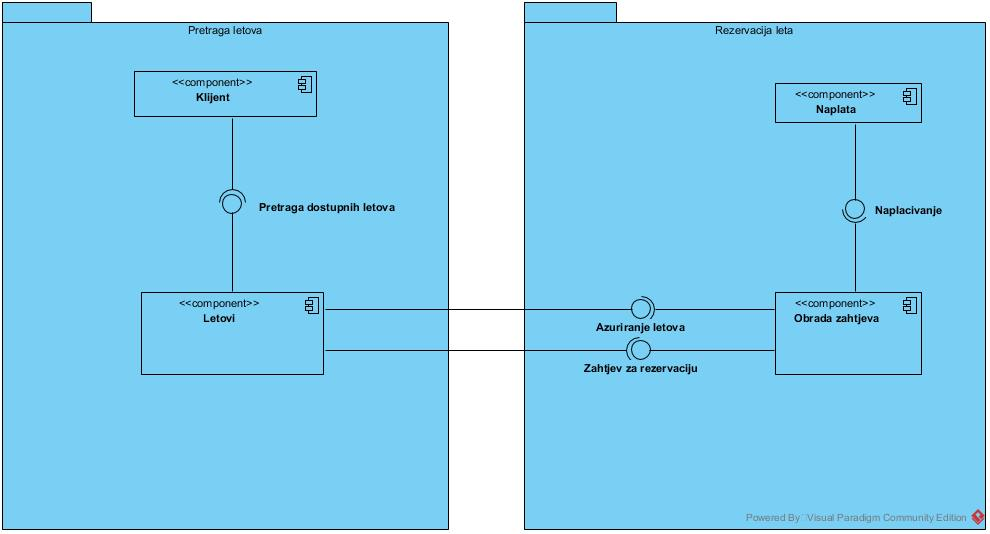 Pretraga letova
<<component>>
Klijent
Pretraga dostupnih letova
<<component>>
Letovi
Rezervacija leta
<<component>>
Naplata
Naplacivanje
<<component>>
Obrada zahtjeva
Azuriranje letova
Zahtjev za rezervaciju
Powered By Visual Paradigm Community Edition